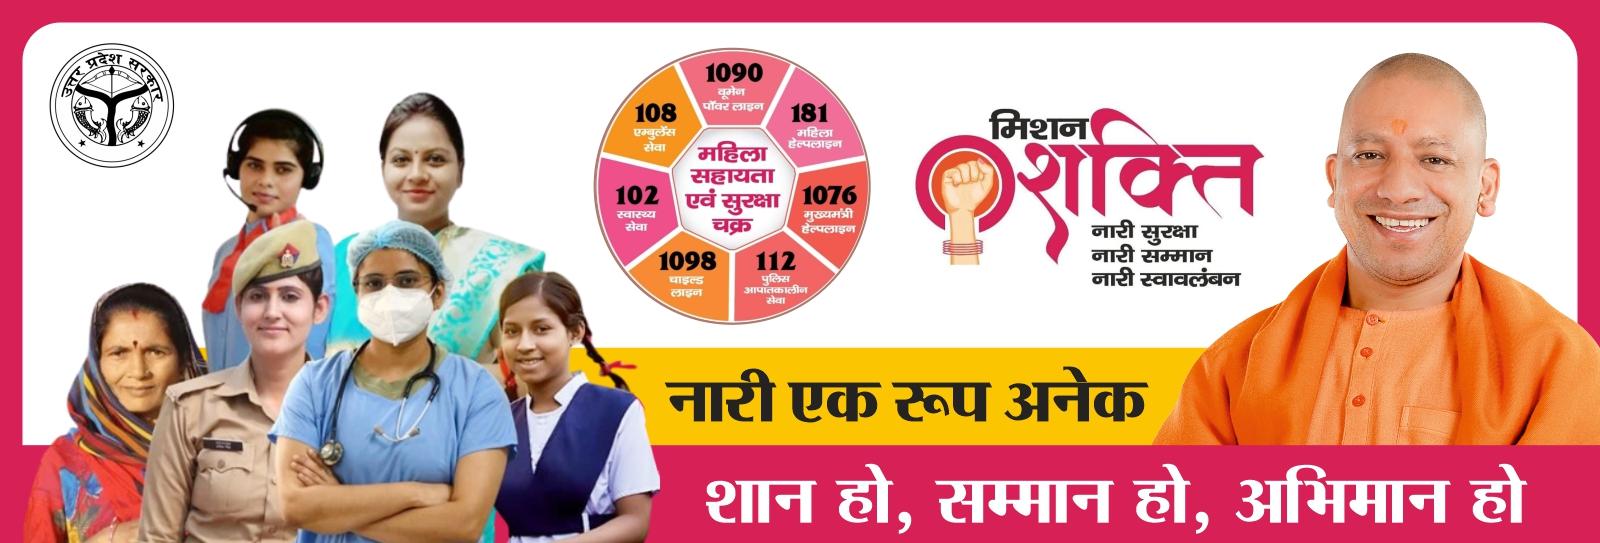 उत्तर प्रदेश सरकार
1090
वूमेन
पॉवर लाइन
181
महिला
हेल्पलाइन
1076
मुख्यमंत्री
हेल्पलाइन
112
पुलिस
आपातकालीन
सेवा
1098
चाइल्ड
लाइन
102
स्वास्थ्य
सेवा
108
एम्बुलेंस
सेवा
महिला
सहायता
एवं सुरक्षा
चक्र
मिशन
शक्ति
नारी सुरक्षा
नारी सम्मान
नारी स्वावलंबन
नारी एक रूप अनेक
शान हो, सम्मान हो, अभिमान हो